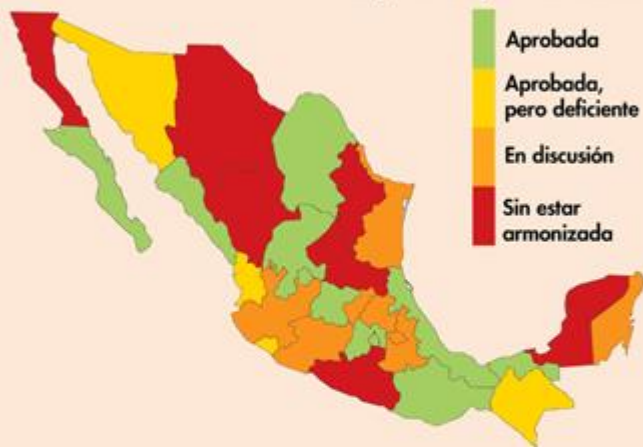 Aprobada
Aprobada,
pero deficiente
En discusión
Sin estar
armonizada